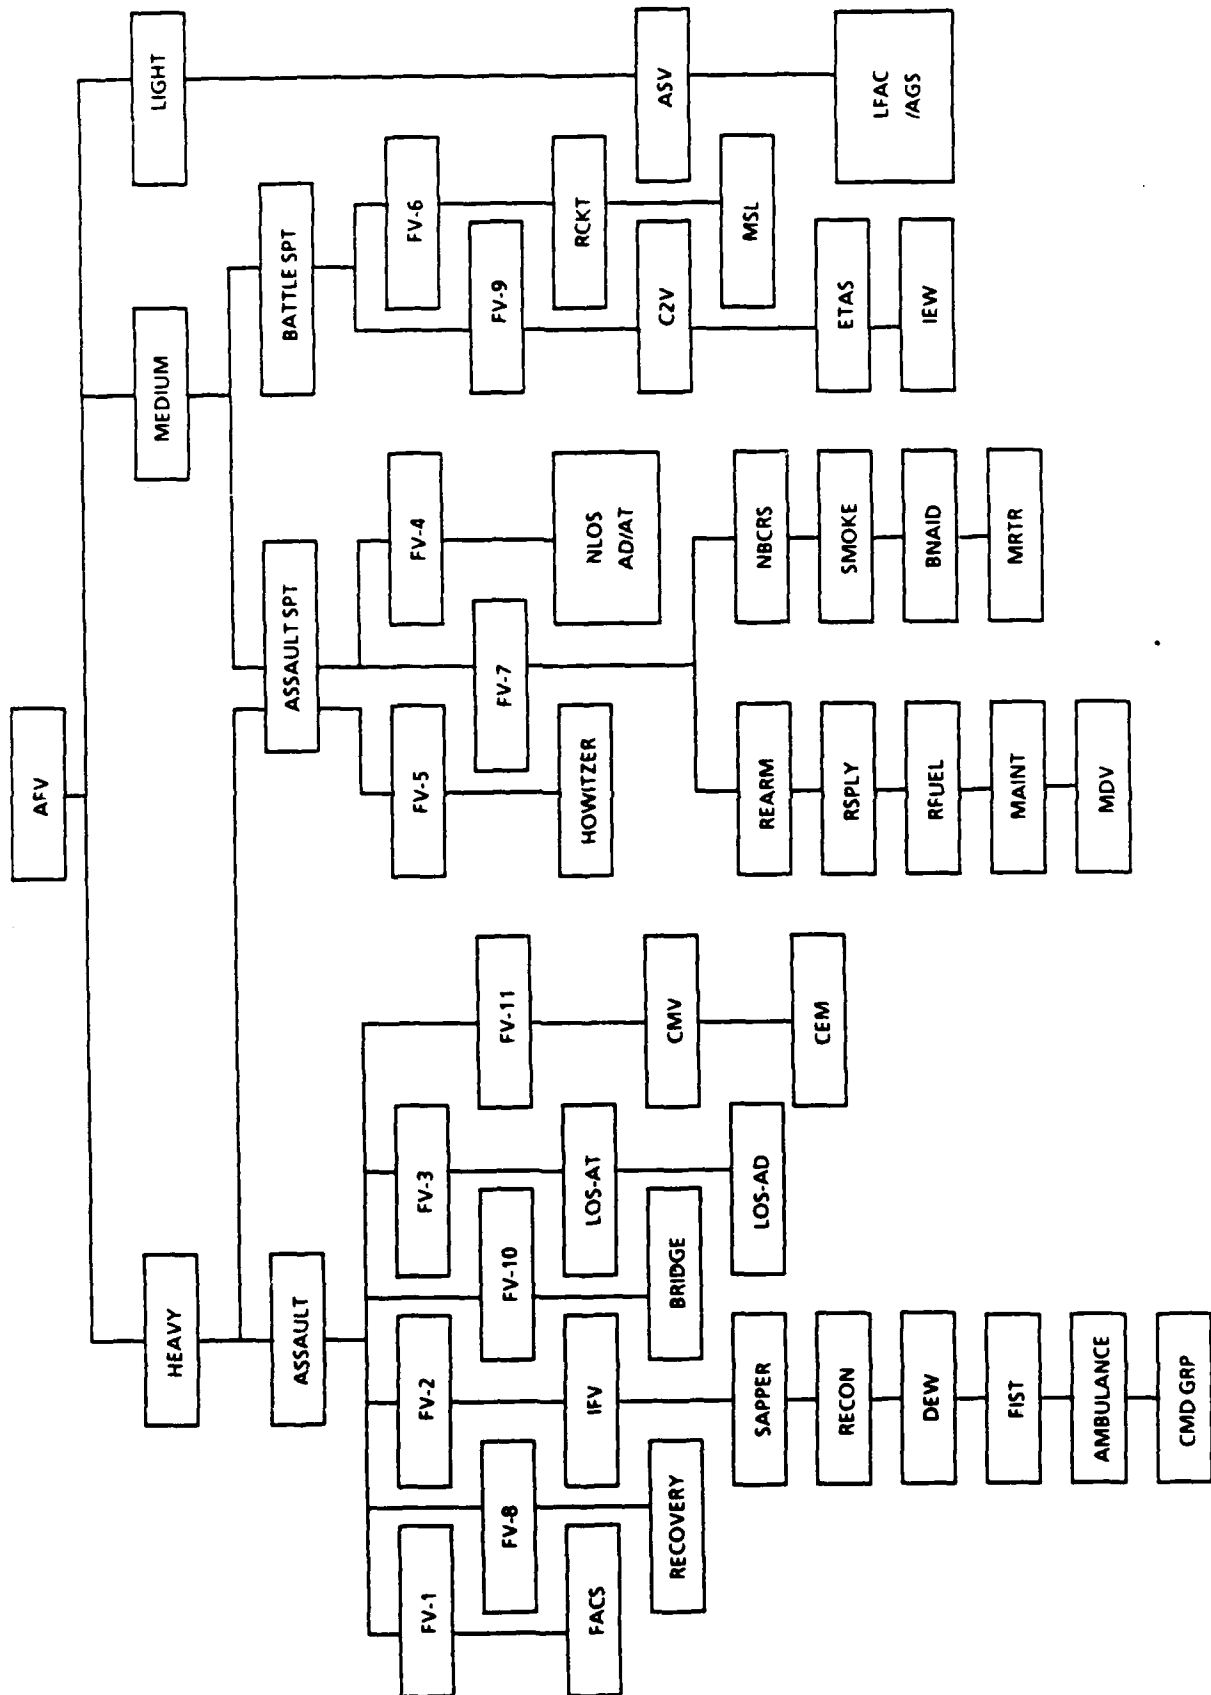 AFV
HEAVY
MEDIUM
LIGHT
ASSAULT
ASSAULT SPT
BATTLE SPT
FV-1
FV-2
FV-3
FV-5
FV-4
FV-6
FV-8
FV-10
FV-11
FV-7
FV-9
FACS
IFV
LOS-AT
HOWITZER
NLOS
AD/AT
RCKT
RECOVERY
BRIDGE
CMV
C2V
ASV
SAPPER
LOS-AD
CEM
REARM
NBCRS
MSL
RECON
RSPLY
SMOKE
ETAS
LFAC
/AGS
DEW
RFUEL
BNAID
IEW
FIST
MAINT
MRTR
AMBULANCE
MDV
CMD GRP